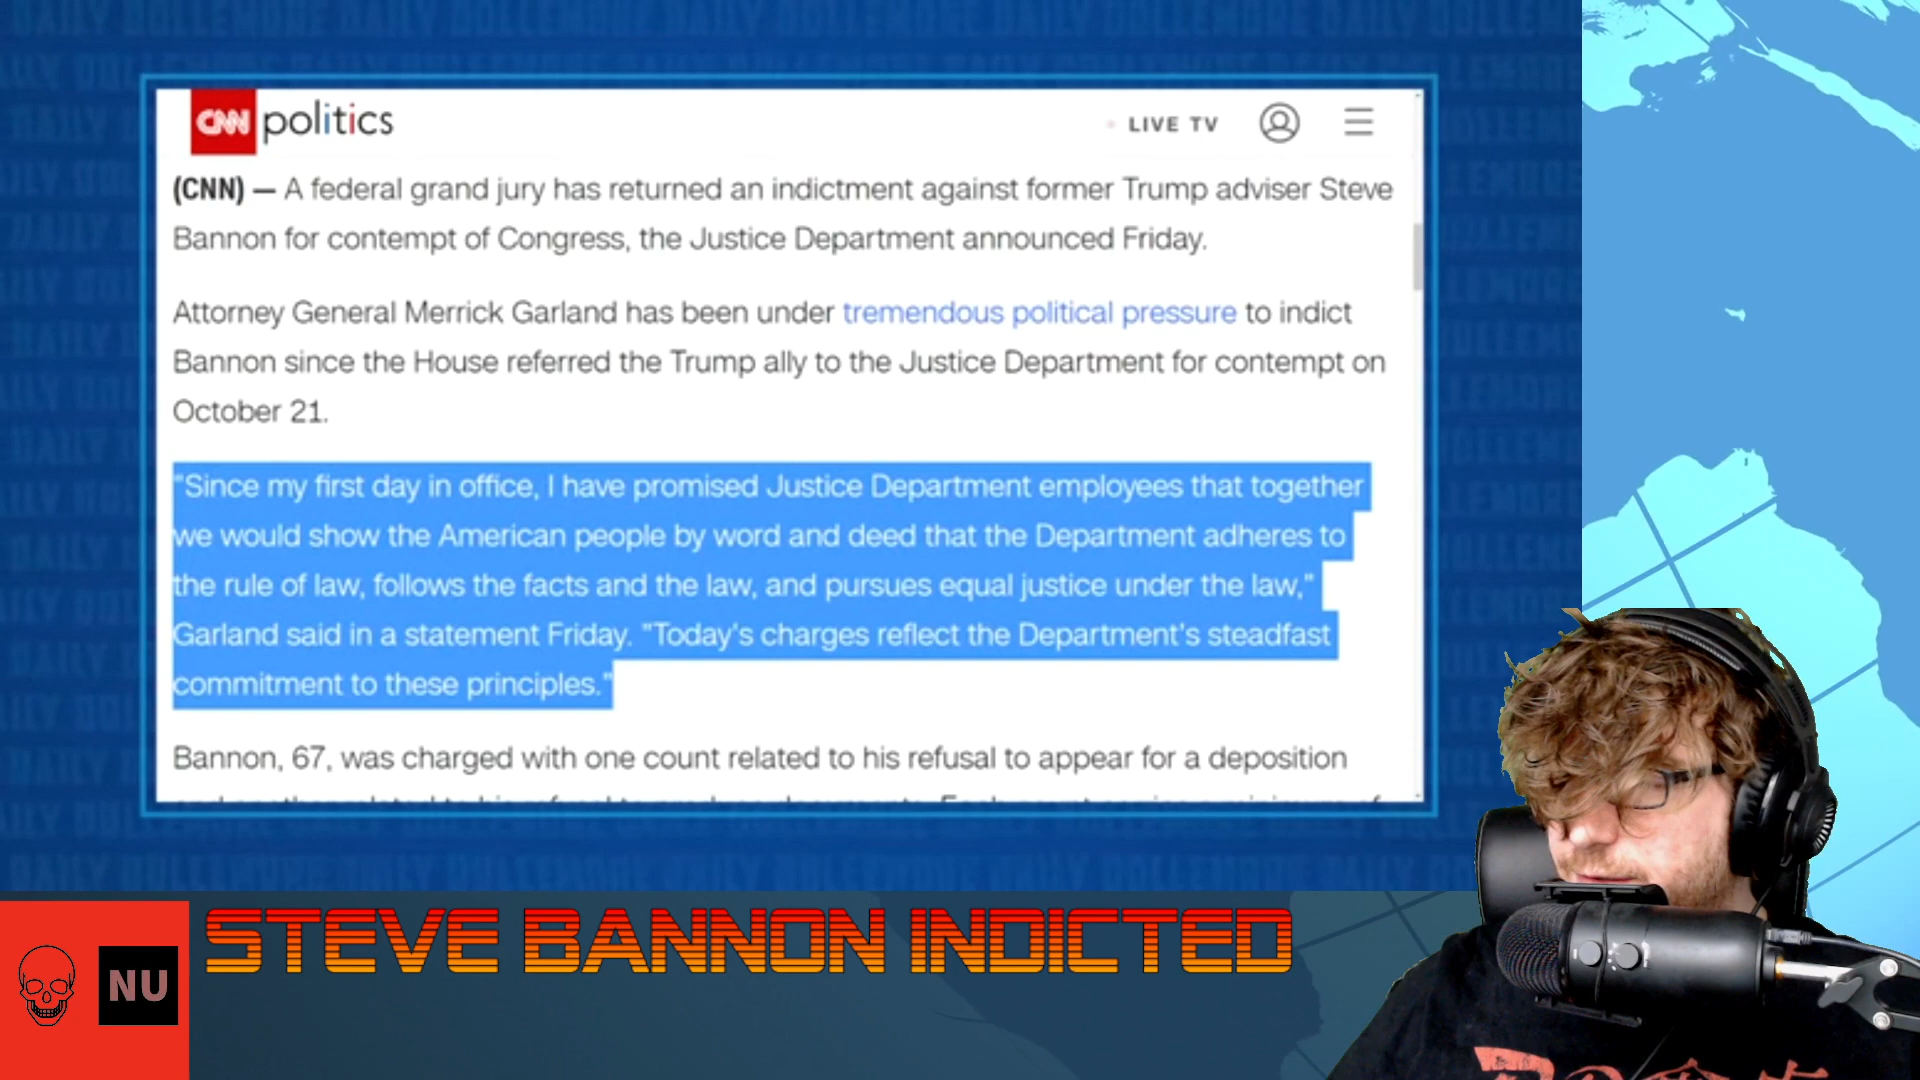 CNN politics
LIVE TV
(CNN) — A federal grand jury has returned an indictment against former Trump adviser Steve
Bannon for contempt of Congress, the Justice Department announced Friday.
Attorney General Merrick Garland has been under tremendous political pressure to indict
Bannon since the House referred the Trump ally to the Justice Department for contempt on
October 21.
"Since my first day in office, I have promised Justice Department employees that together
we would show the American people by word and deed that the Department adheres to
the rule of law, follows the facts and the law, and pursues equal justice under the law,"
Garland said in a statement Friday. "Today's charges reflect the Department's steadfast
commitment to these principles."
Bannon, 67, was charged with one count related to his refusal to appear for a deposition
NU
STEVE BANNON INDICTED